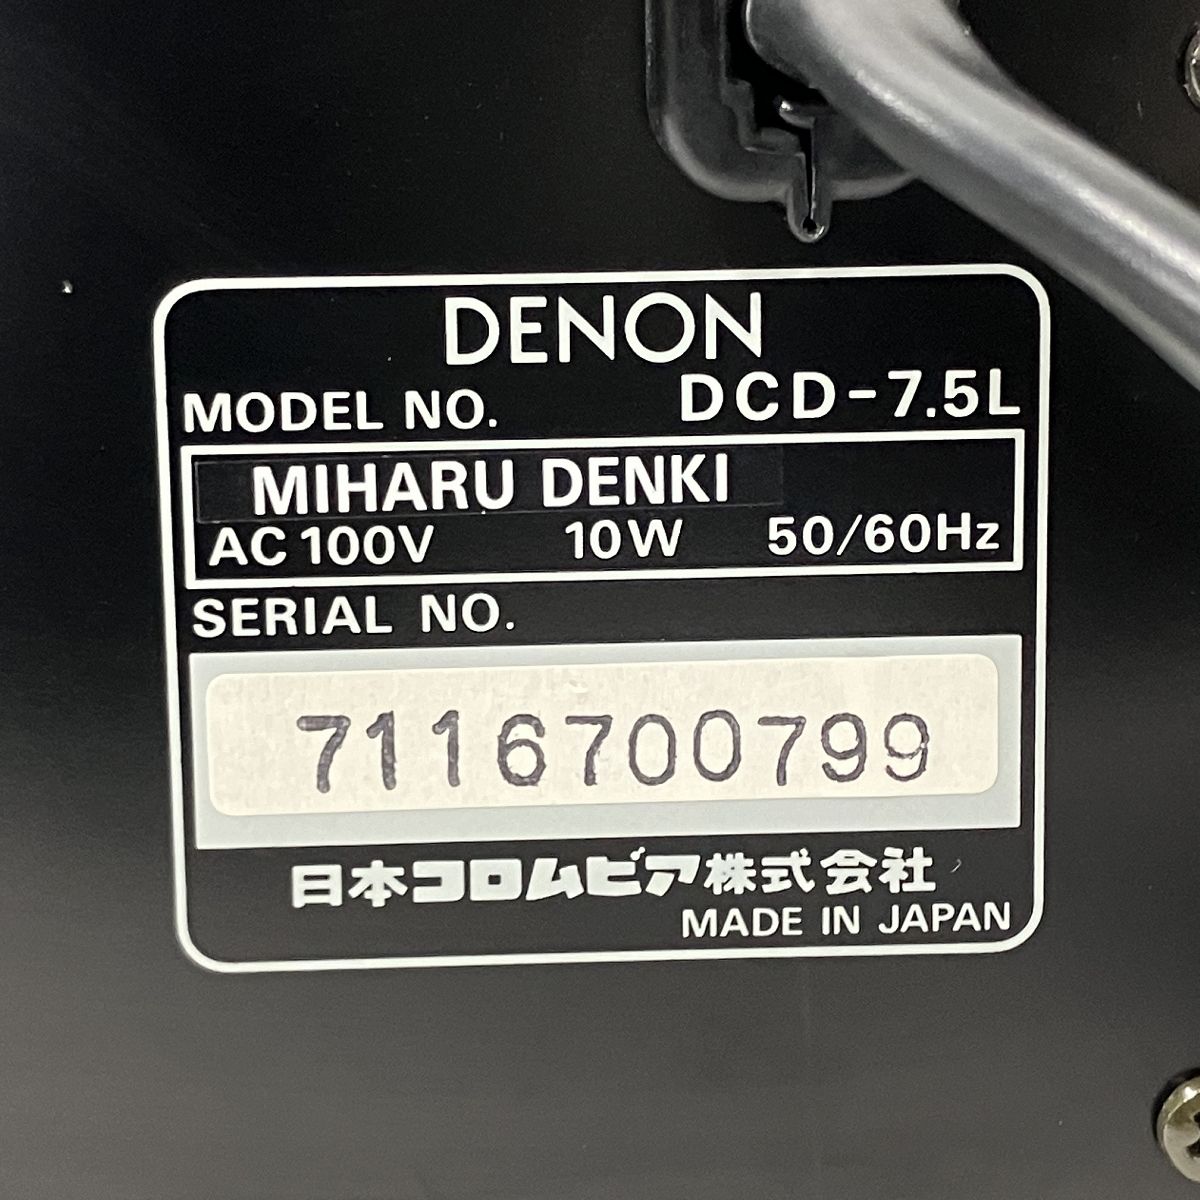 DENON
MODEL NO. DCD-7.5L
MIHARU DENKI
AC 100V 10W 50/60Hz
SERIAL NO.
7116700799
日本コロムビア株式会社
MADE IN JAPAN